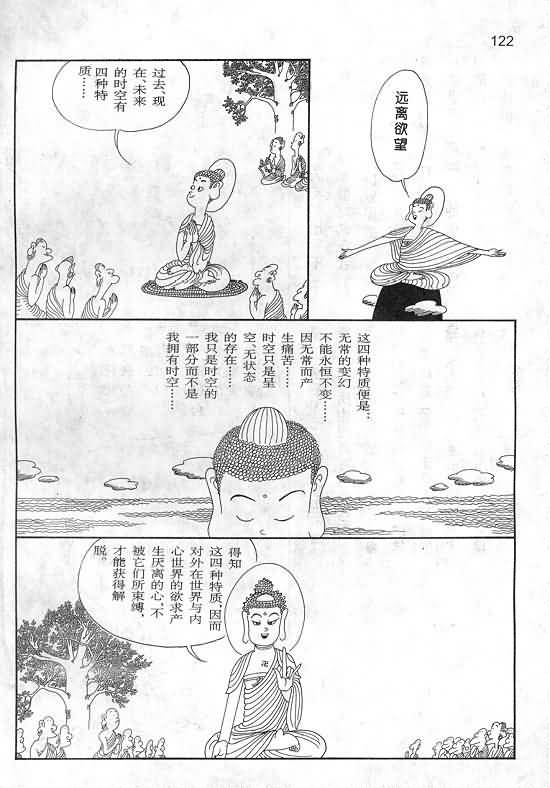 122
远离欲望
过去、现
在、未来
的时空有
四种特
质……
这四种特质便是…
无常的变幻
不能永恒不变……
因无常而产
生痛苦……
时空只是呈
空、无状态
的存在……
我只是时空的
一部分而不是
我拥有时空……
得知
这四种特质，因而
对外在世界与内
心世界的欲求产
生厌离的心，不
被它们所束缚，
才能获得解
脱。